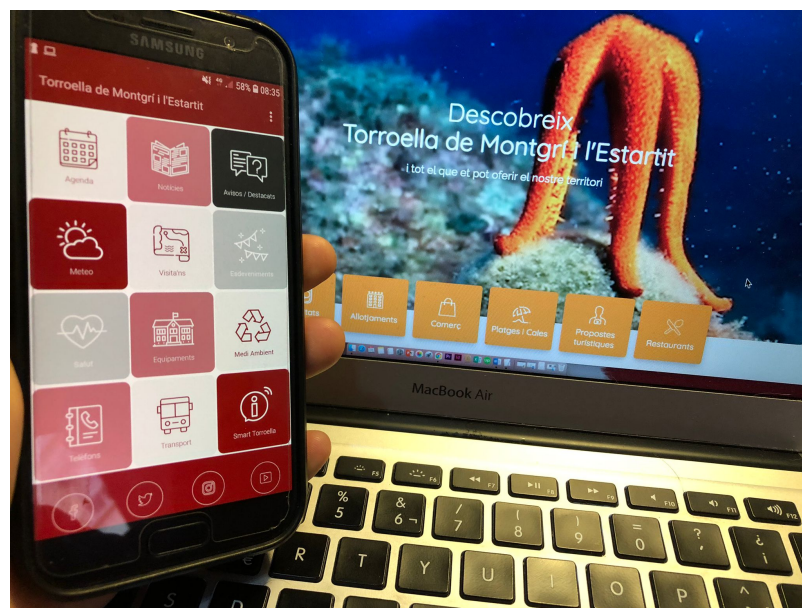 SAMSUNG
4G 58% 08:35
Torroella de Montgrí i l'Estartit
Agenda
Notícies
Avisos / Destacats
Meteo
Visita'ns
Esdeveniments
Salut
Equipaments
Medi Ambient
Telèfons
Transport
Smart Torroella
Descobreix
Torroella de Montgrí i l'Estartit
i tot el que et pot oferir el nostre territori
Allotjaments
Comerç
Platges i Cales
Propostes
turístiques
Restaurants
MacBook Air
F5
F6
F7
F8
F9
F10
F11
F12
%
5
&
6 ¬
/
7
(
8
)
9
=
0
?
'
¿
¡
€
R
T
Y
U
I
O
P
^
S
D